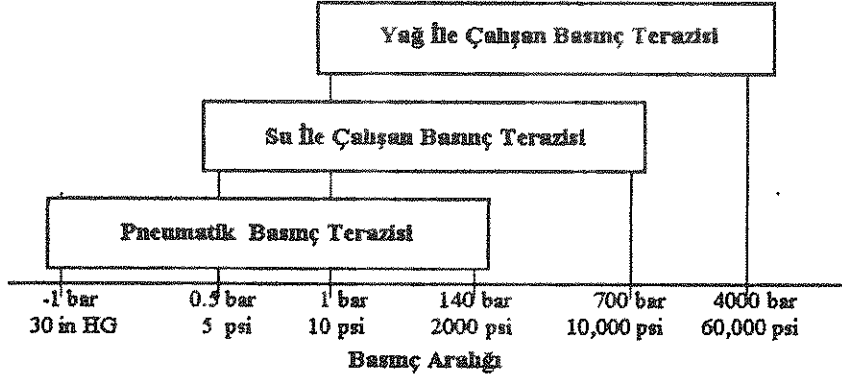 Yağ İle Çalışan Basınç Terazisi
Su İle Çalışan Basınç Terazisi
Pneumatik Basınç Terazisi
-1 bar 0.5 bar 1 bar 140 bar 700 bar 4000 bar
30 in HG 5 psi 10 psi 2000 psi 10,000 psi 60,000 psi
Basınç Aralığı